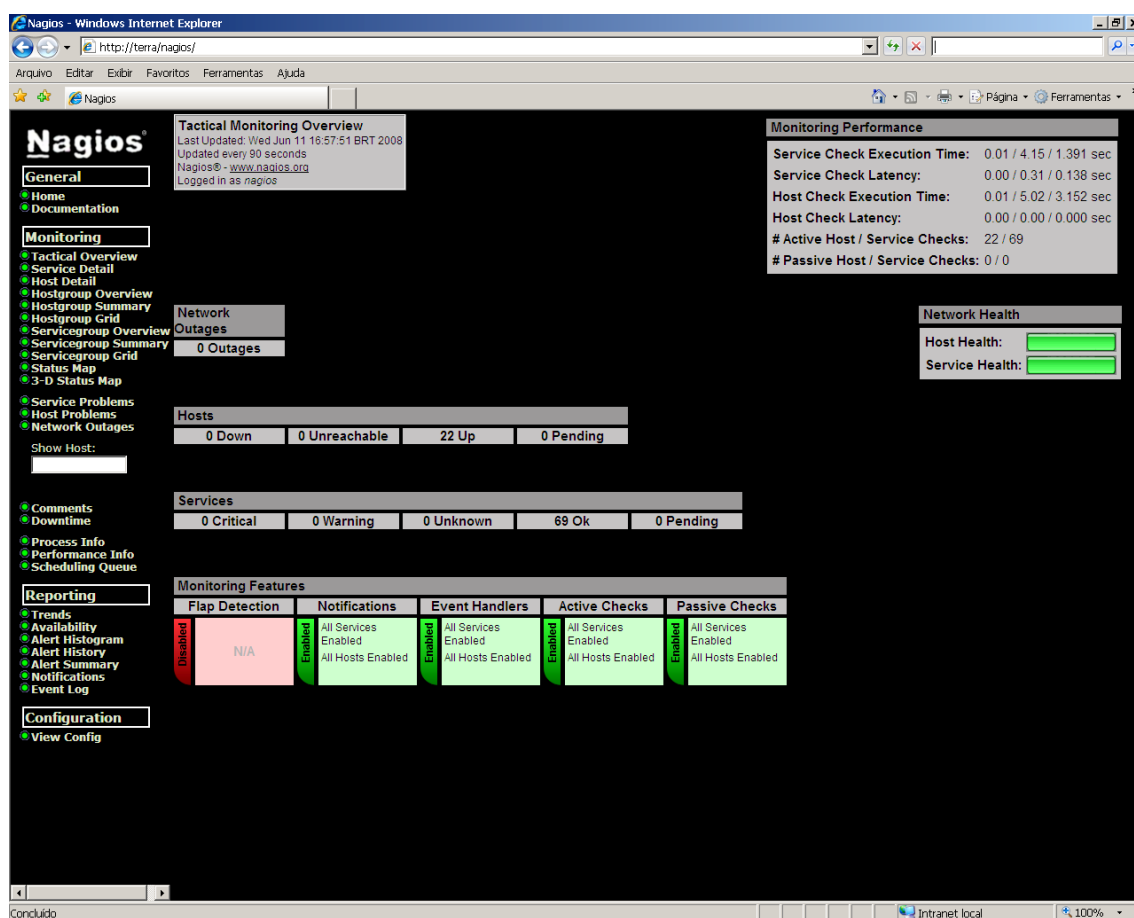 Nagios - Windows Internet Explorer
http://terra/nagios/
Arquivo Editar Exibir Favoritos Ferramentas Ajuda
Nagios
Página Ferramentas
Nagios®
General
Home
Documentation
Monitoring
Tactical Overview
Service Detail
Host Detail
Hostgroup Overview
Hostgroup Summary
Hostgroup Grid
Servicegroup Overview
Servicegroup Summary
Servicegroup Grid
Status Map
3-D Status Map
Service Problems
Host Problems
Network Outages
Show Host:
Comments
Downtime
Process Info
Performance Info
Scheduling Queue
Reporting
Trends
Availability
Alert Histogram
Alert History
Alert Summary
Notifications
Event Log
Configuration
View Config
Tactical Monitoring Overview
Last Updated: Wed Jun 11 16:57:51 BRT 2008
Updated every 90 seconds
Nagios® - www.nagios.org
Logged in as nagios
Monitoring Performance
Service Check Execution Time: 0.01 / 4.15 / 1.391 sec
Service Check Latency: 0.00 / 0.31 / 0.138 sec
Host Check Execution Time: 0.01 / 5.02 / 3.152 sec
Host Check Latency: 0.00 / 0.00 / 0.000 sec
# Active Host / Service Checks: 22 / 69
# Passive Host / Service Checks: 0 / 0
Network
Outages
0 Outages
Network Health
Host Health:
Service Health:
Hosts
0 Down 0 Unreachable 22 Up 0 Pending
Services
0 Critical 0 Warning 0 Unknown 69 Ok 0 Pending
Monitoring Features
Flap Detection Notifications Event Handlers Active Checks Passive Checks
Disabled
N/A
Enabled
All Services
Enabled
All Hosts Enabled
Enabled
All Services
Enabled
All Hosts Enabled
Enabled
All Services
Enabled
All Hosts Enabled
Enabled
All Services
Enabled
All Hosts Enabled
Concluído
Intranet local
100%